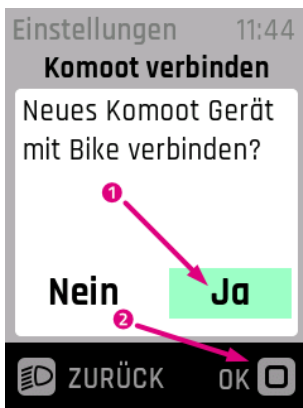 Einstellungen 11:44
Komoot verbinden
Neues Komoot Gerät
mit Bike verbinden?
1
Nein Ja
2
ZURÜCK OK